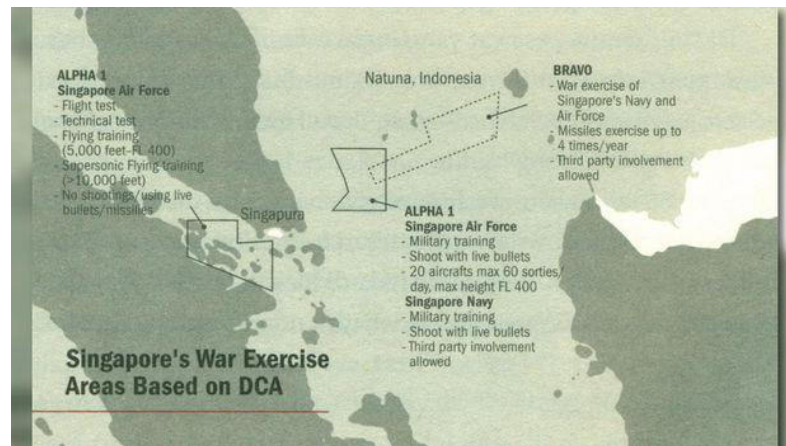 ALPHA 1
Singapore Air Force
- Flight test
- Technical test
- Flying training
(5,000 feet-FL 400)
- Supersonic Flying training
(>10,000 feet)
- No shootings/using live
bullets/missilies
Natuna, Indonesia
BRAVO
- War exercise of
Singapore's Navy and
Air Force
- Missiles exercise up to
4 times/year
- Third party involvement
allowed
Singapura
ALPHA 1
Singapore Air Force
- Military training
- Shoot with live bullets
20 aircrafts max 60 sorties/
day, max height FL 400
Singapore Navy
- Military training
- Shoot with live bullets
- Third party involvement
allowed
Singapore's War Exercise
Areas Based on DCA